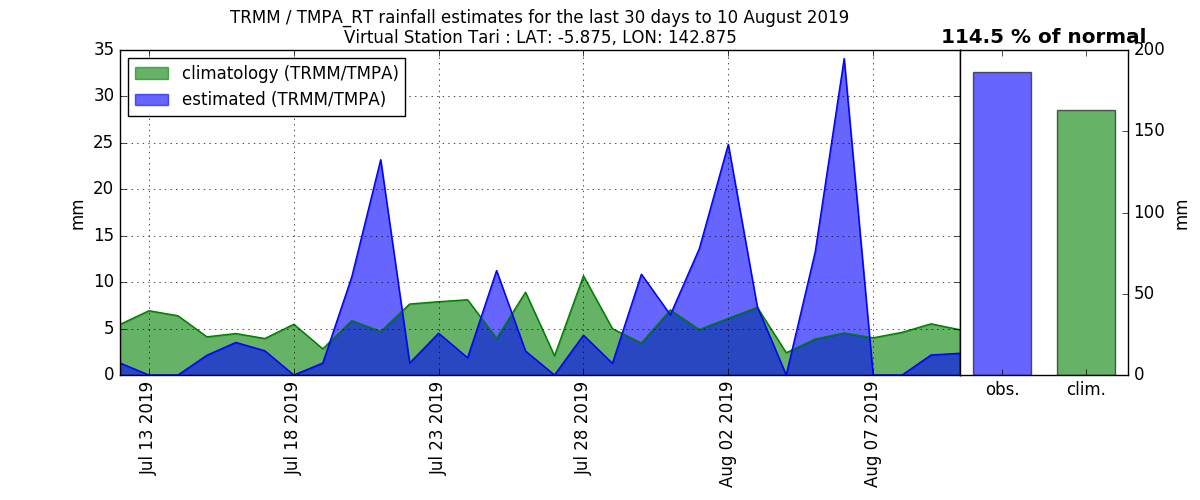 TRMM / TMPA_RT rainfall estimates for the last 30 days to 10 August 2019
Virtual Station Tari : LAT: -5.875, LON: 142.875
114.5 % of normal
climatology (TRMM/TMPA)
estimated (TRMM/TMPA)
35
30
25
20
15
10
5
0
mm
Jul 13 2019
Jul 18 2019
Jul 23 2019
Jul 28 2019
Aug 02 2019
Aug 07 2019
obs.
clim.
200
150
100
50
0
mm